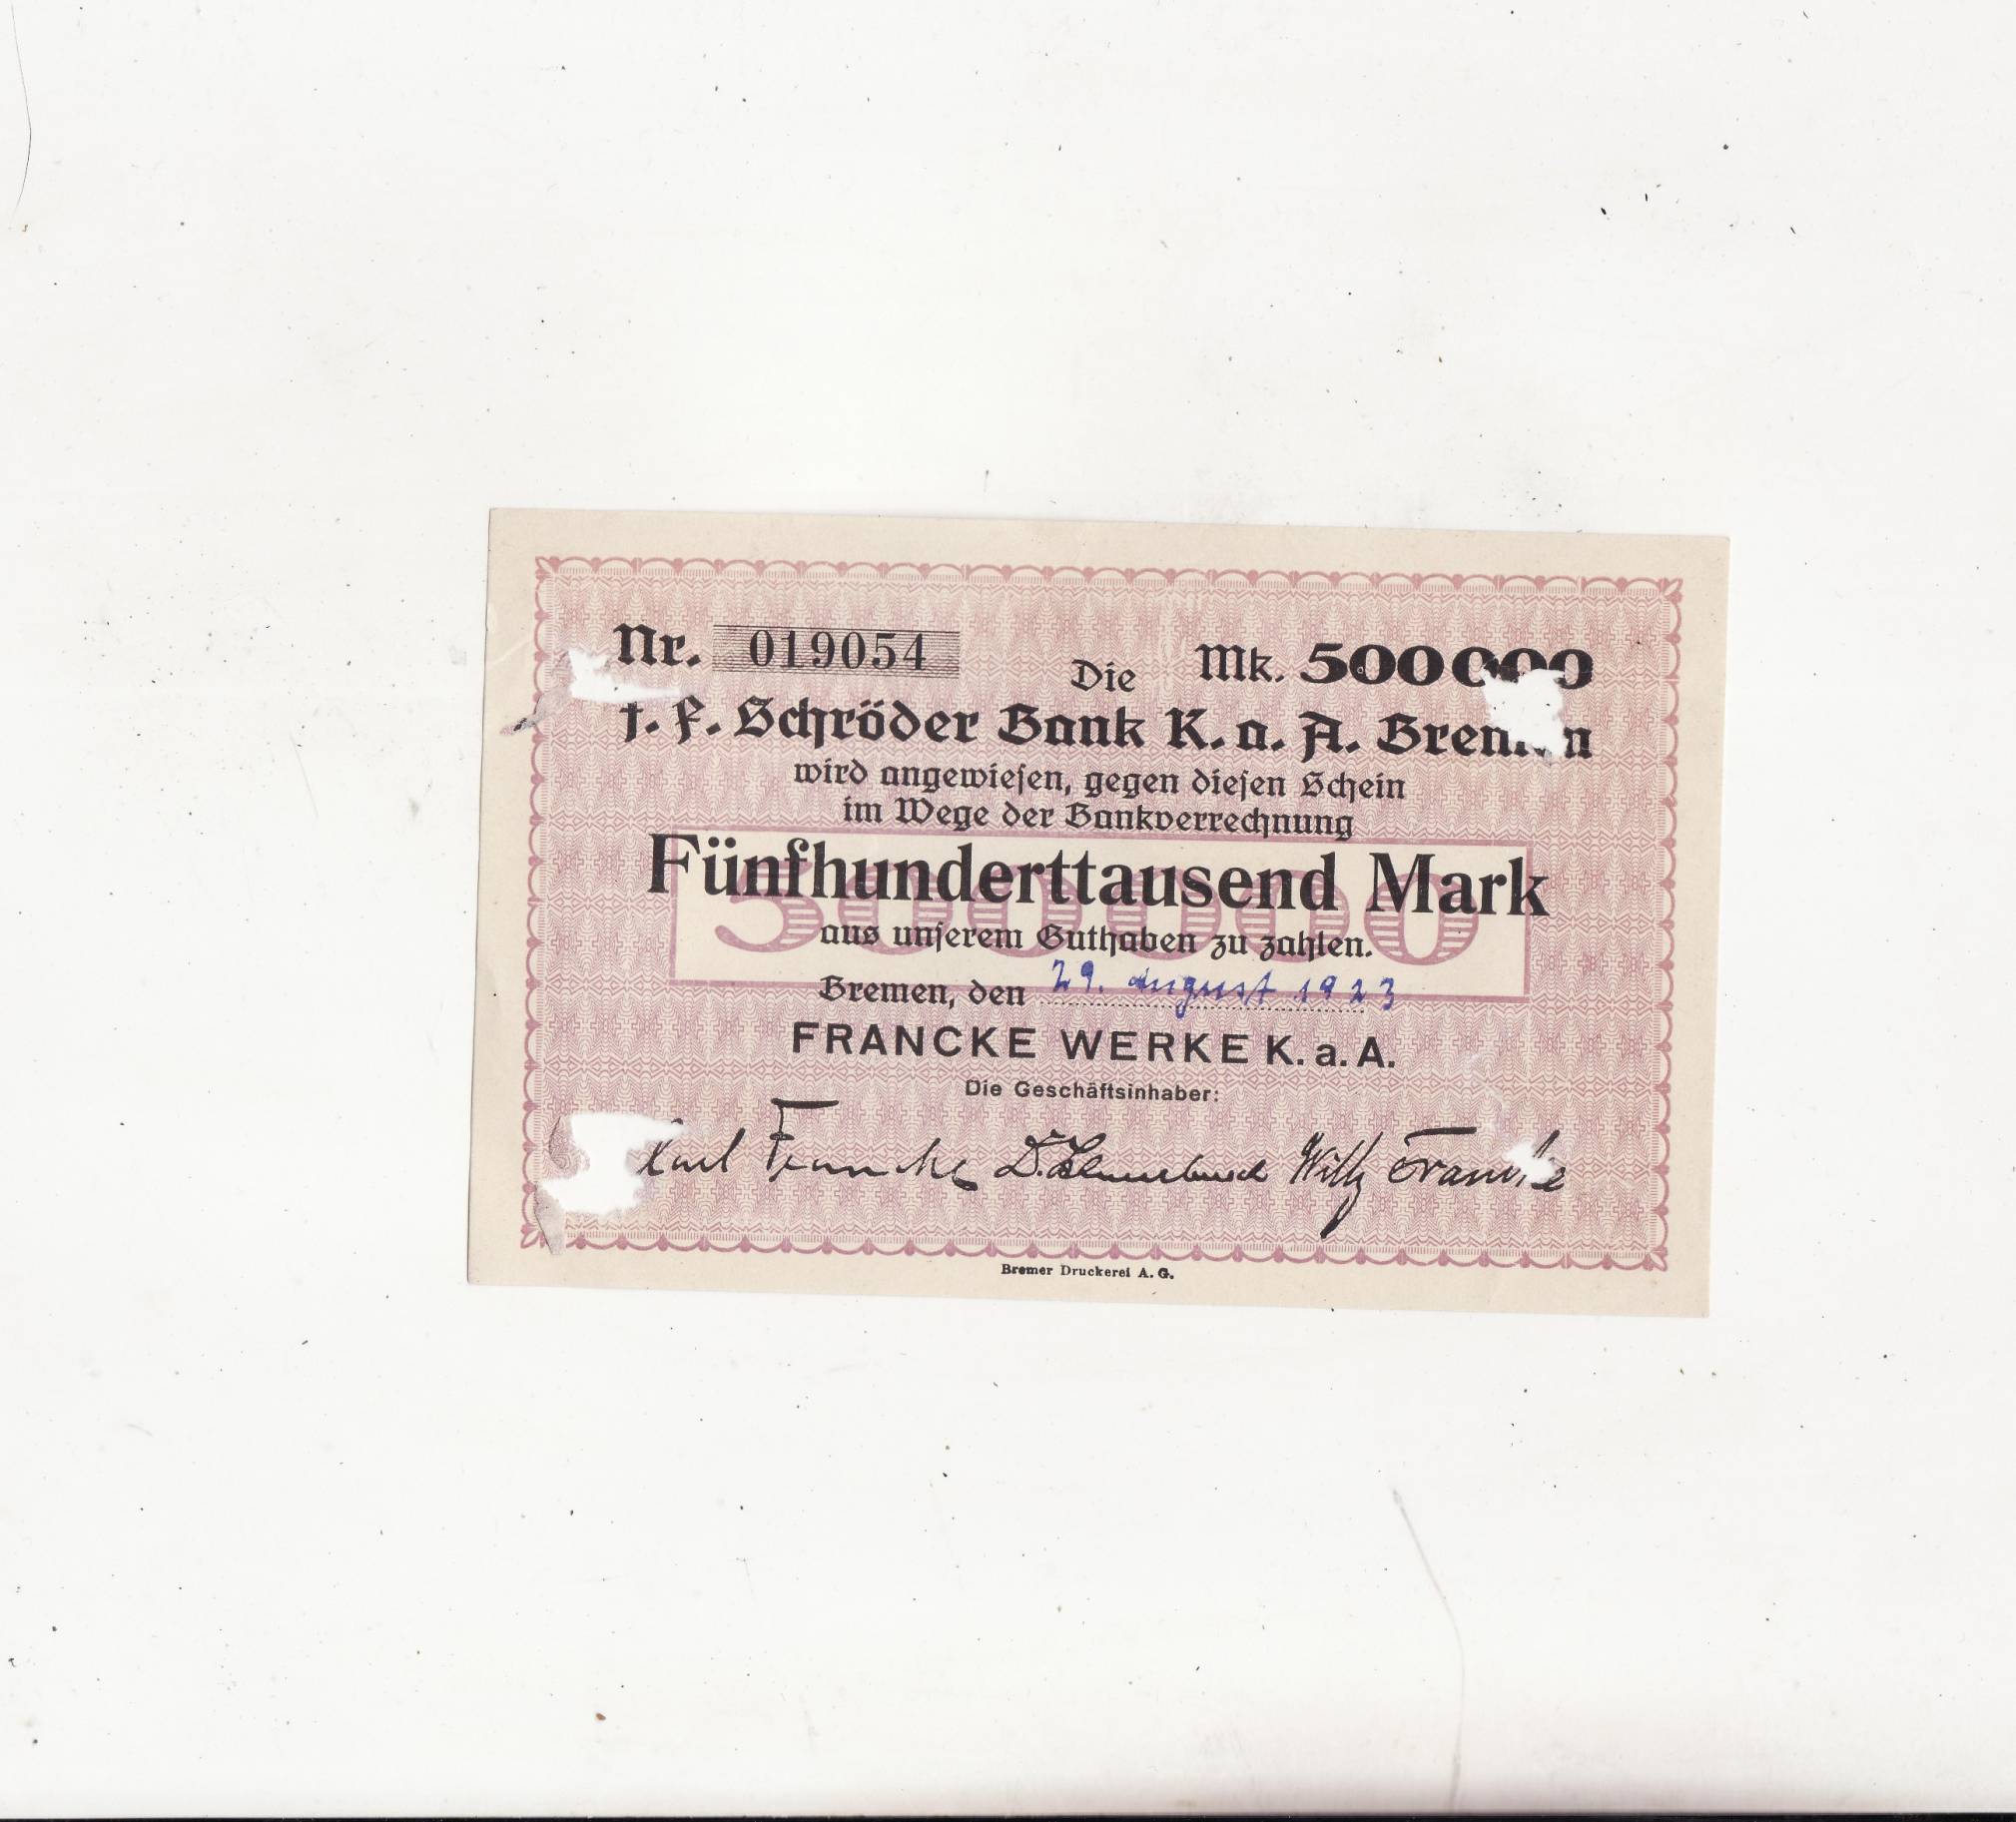 Nr. 019054 Mk. 500000
Die
J. F. Schröder Bank K. a. A. Bremen
wird angewiesen, gegen diesen Schein
im Wege der Bankverrechnung
500000
Fünfhunderttausend Mark
aus unserem Guthaben zu zahlen.
Bremen, den 29. august 1923
FRANCKE WERKE K. a. A.
Die Geschäftsinhaber:
Karl Francke D. Willy Francke
Bremer Druckerei A. G.